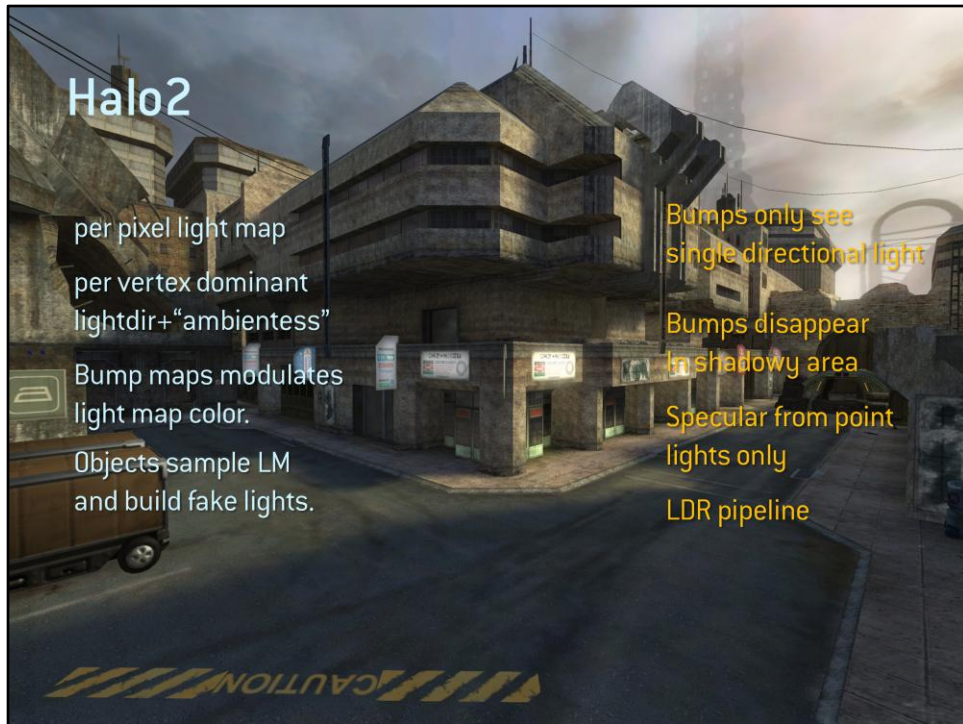 Halo2
per pixel light map
per vertex dominant
lightdir+“ambientess”
Bump maps modulates
light map color.
Objects sample LM
and build fake lights.
Bumps only see
single directional light
Bumps disappear
In shadowy area
Specular from point
lights only
LDR pipeline
CAUTION